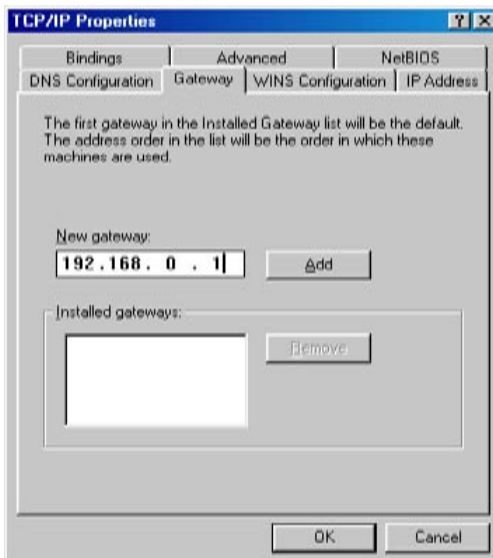 TCP/IP Properties
Bindings Advanced NetBIOS
DNS Configuration Gateway WINS Configuration IP Address
The first gateway in the Installed Gateway list will be the default.
The address order in the list will be the order in which these
machines are used.
New gateway:
192.168. 0 . 1 Add
Installed gateways:
Remove
OK Cancel